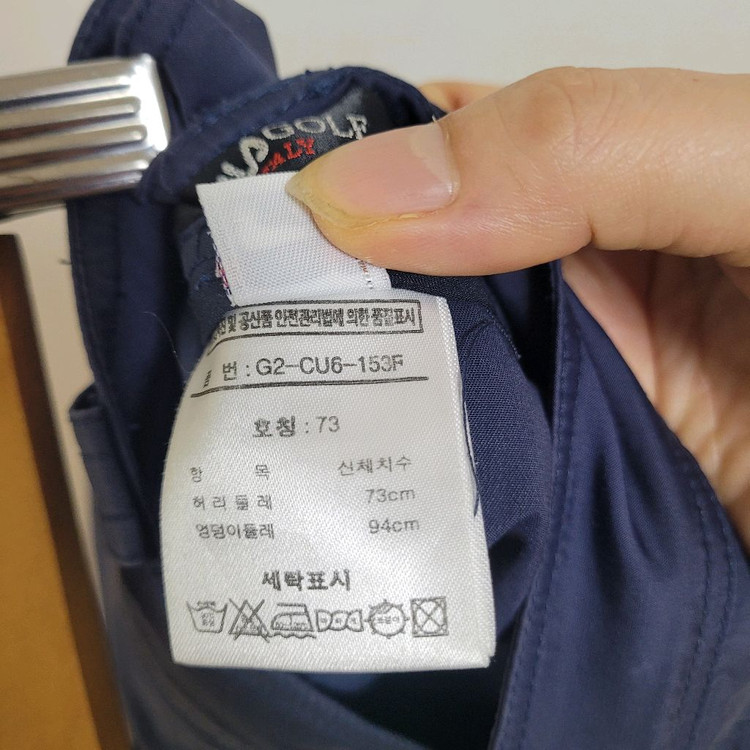 GOLF
및 공산품 안전관리법에 의한 품질표시
번 : G2-CU6-153F
호칭 : 73
항 목 신체치수
허리둘레 73cm
엉덩이둘레 94cm
세탁표시